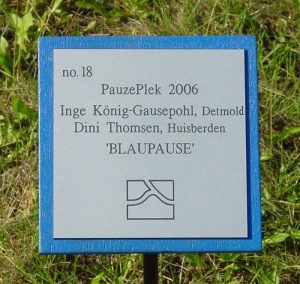 no. 18
PauzePlek 2006
Inge König-Gausepohl, Detmold
Dini Thomsen, Huisberden
'BLAUPAUSE'